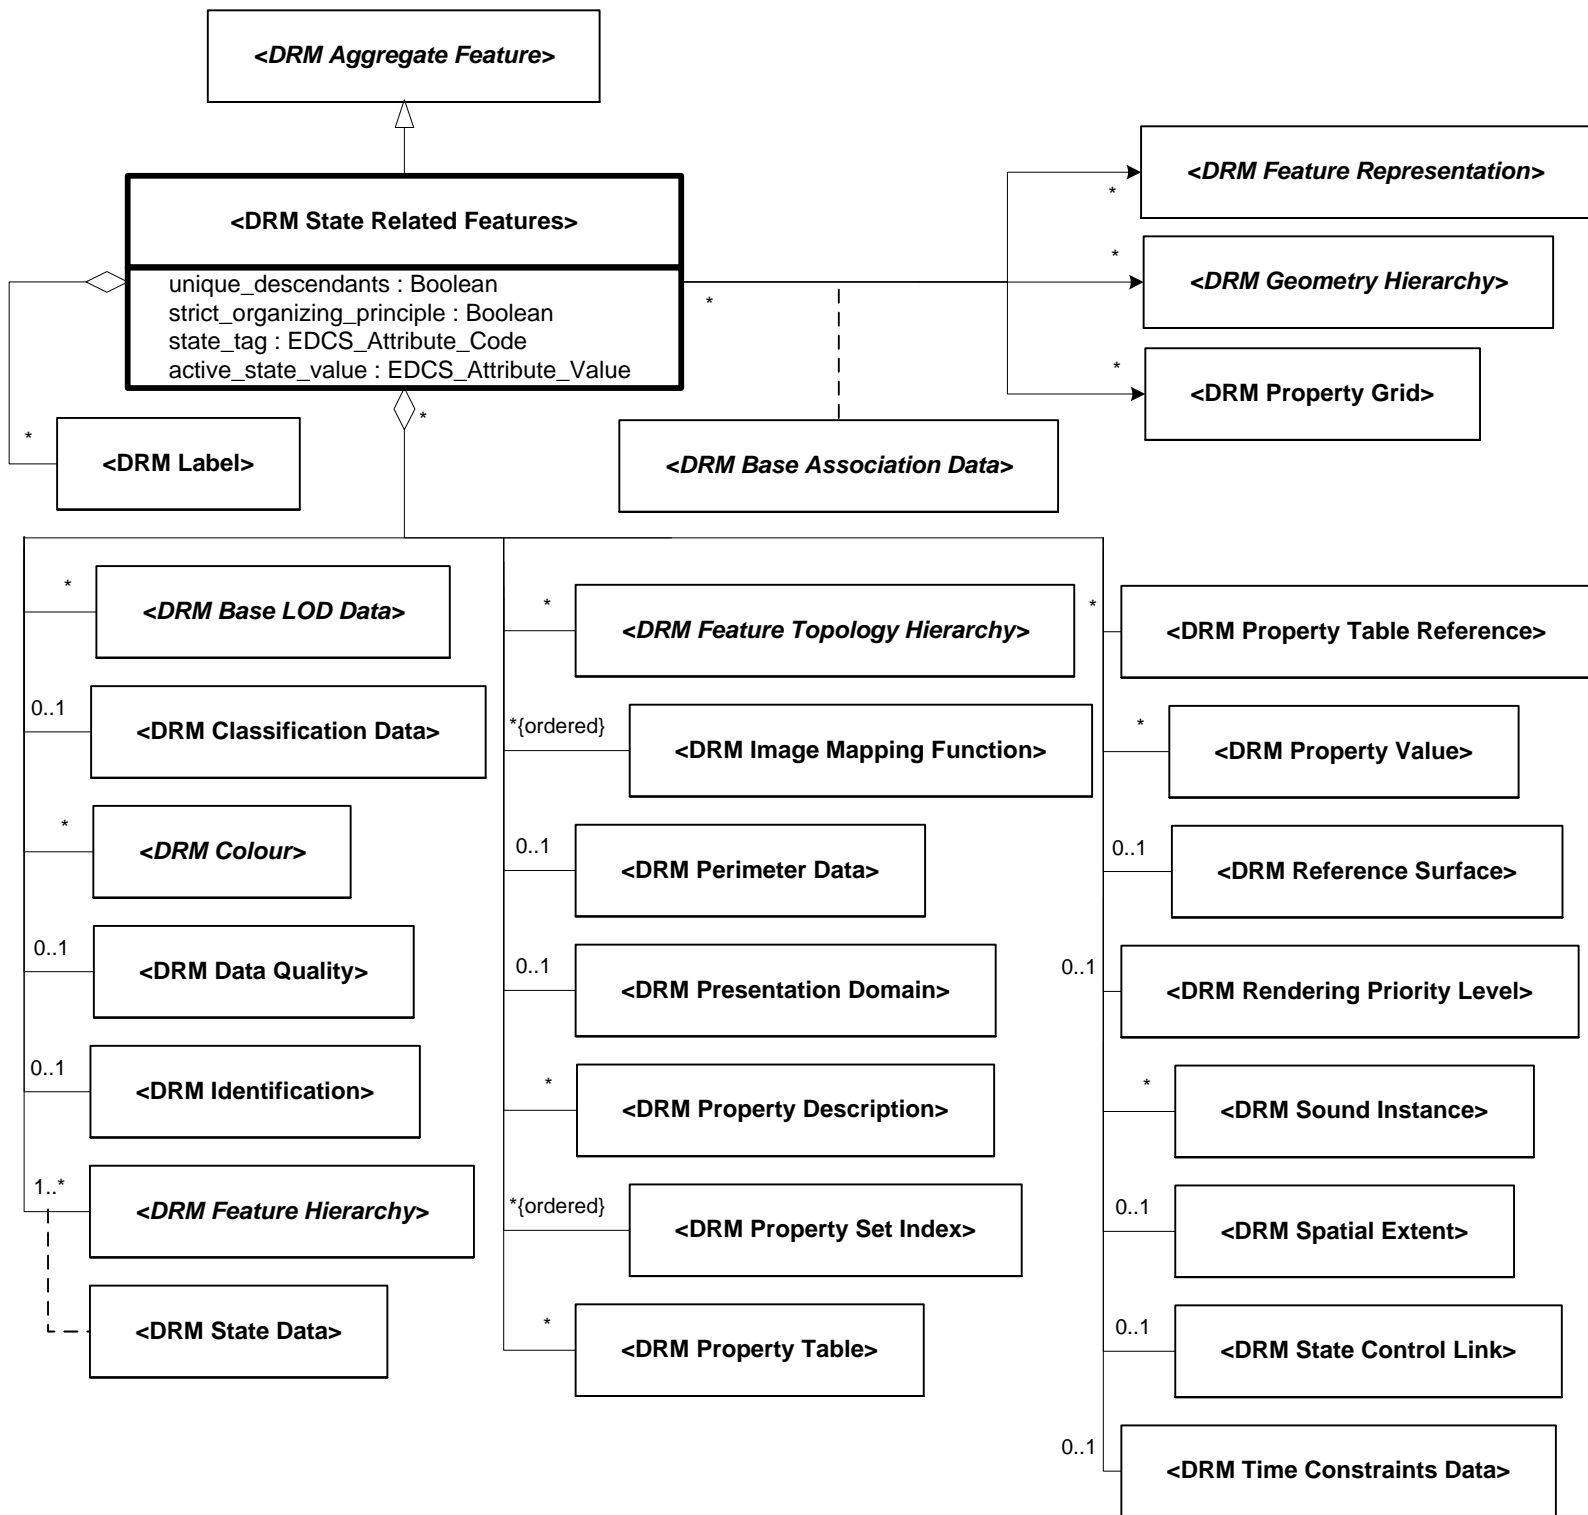 <DRM Aggregate Feature>
<DRM State Related Features>
unique_descendants : Boolean
strict_organizing_principle : Boolean
state_tag : EDCS_Attribute_Code
active_state_value : EDCS_Attribute_Value
*
*
<DRM Feature Representation>
*
<DRM Geometry Hierarchy>
*
<DRM Property Grid>
*
*
<DRM Label>
<DRM Base Association Data>
*
<DRM Base LOD Data>
0..1
<DRM Classification Data>
*
<DRM Colour>
0..1
<DRM Data Quality>
0..1
<DRM Identification>
1..*
<DRM Feature Hierarchy>
<DRM State Data>
*
<DRM Feature Topology Hierarchy>
*{ordered}
<DRM Image Mapping Function>
0..1
<DRM Perimeter Data>
0..1
<DRM Presentation Domain>
*
<DRM Property Description>
*{ordered}
<DRM Property Set Index>
*
<DRM Property Table>
*
<DRM Property Table Reference>
*
<DRM Property Value>
0..1
<DRM Reference Surface>
0..1
<DRM Rendering Priority Level>
*
<DRM Sound Instance>
0..1
<DRM Spatial Extent>
0..1
<DRM State Control Link>
0..1
<DRM Time Constraints Data>